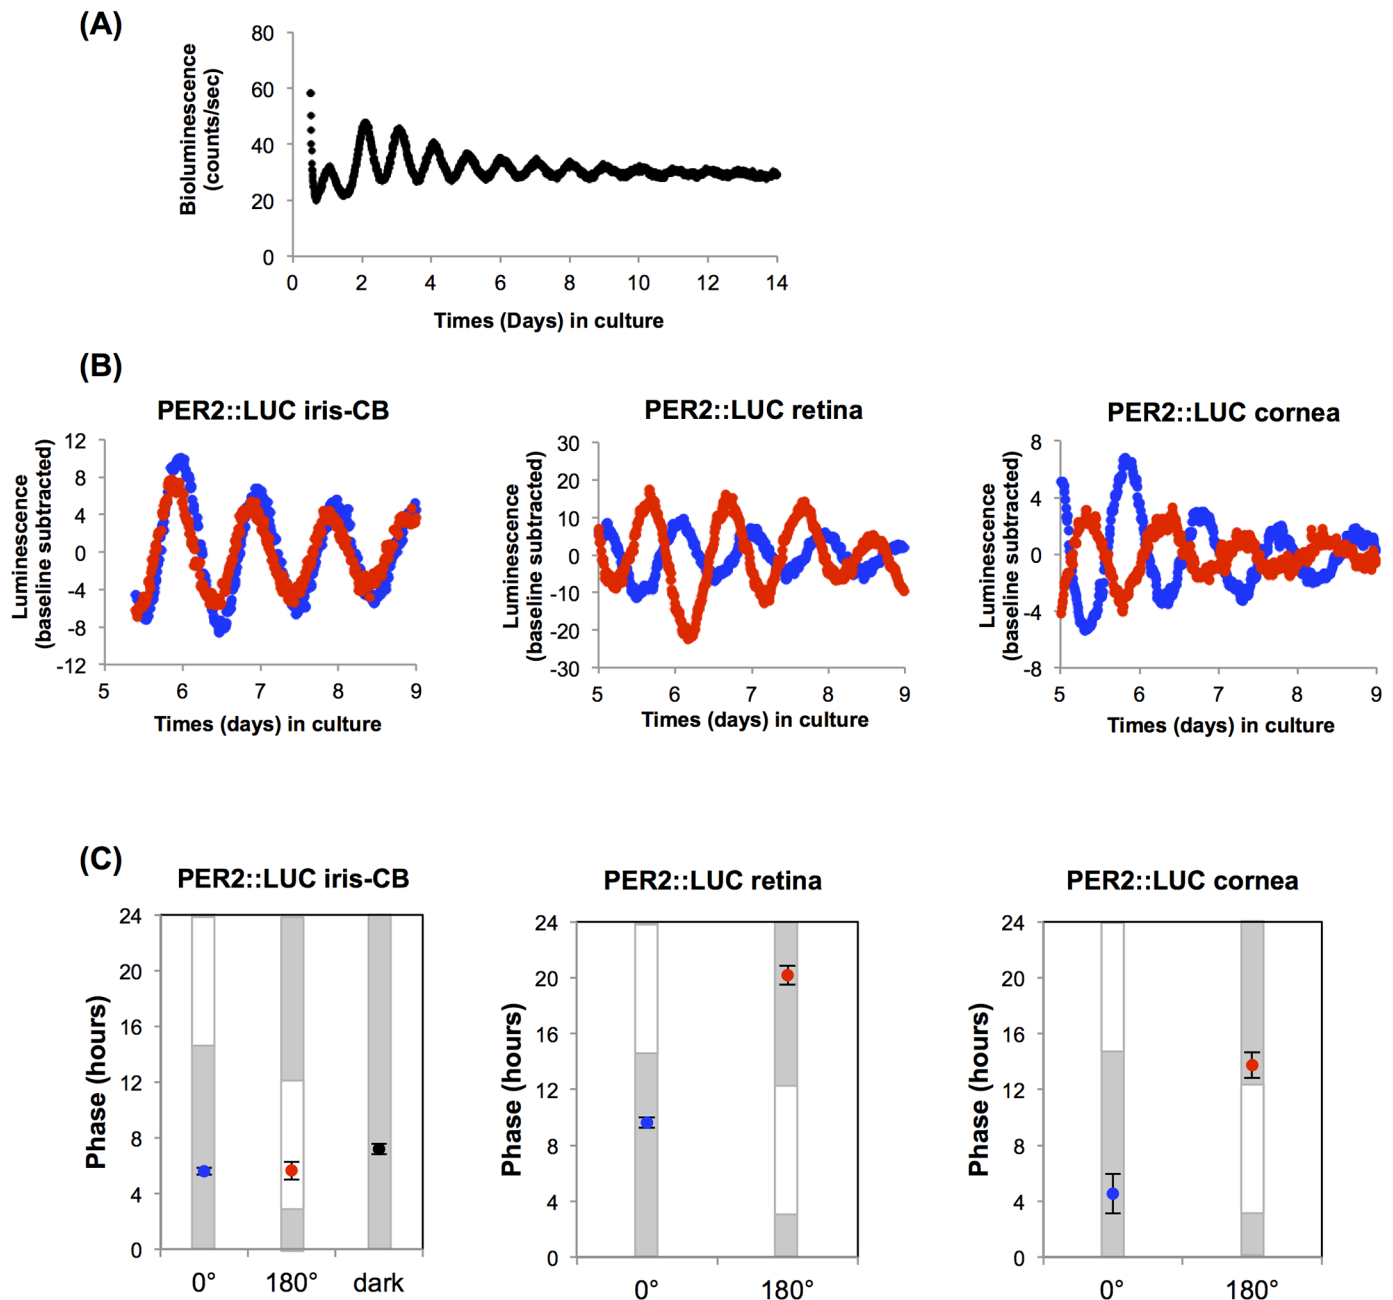 (A)
Bioluminescence
(counts/sec)
80
60
40
20
0
0 2 4 6 8 10 12 14
Times (Days) in culture
(B)
PER2::LUC iris-CB
Luminescence
(baseline subtracted)
12
8
4
0
-4
-8
-12
5 6 7 8 9
Times (days) in culture
PER2::LUC retina
Luminescence
(baseline subtracted)
30
20
10
0
-10
-20
-30
5 6 7 8 9
Times (days) in culture
PER2::LUC cornea
Luminescence
(baseline subtracted)
8
4
0
-4
-8
5 6 7 8 9
Times (days) in culture
(C)
PER2::LUC iris-CB
Phase (hours)
24
20
16
12
8
4
0
0° 180° dark
PER2::LUC retina
Phase (hours)
24
20
16
12
8
4
0
0° 180°
PER2::LUC cornea
Phase (hours)
24
20
16
12
8
4
0
0° 180°